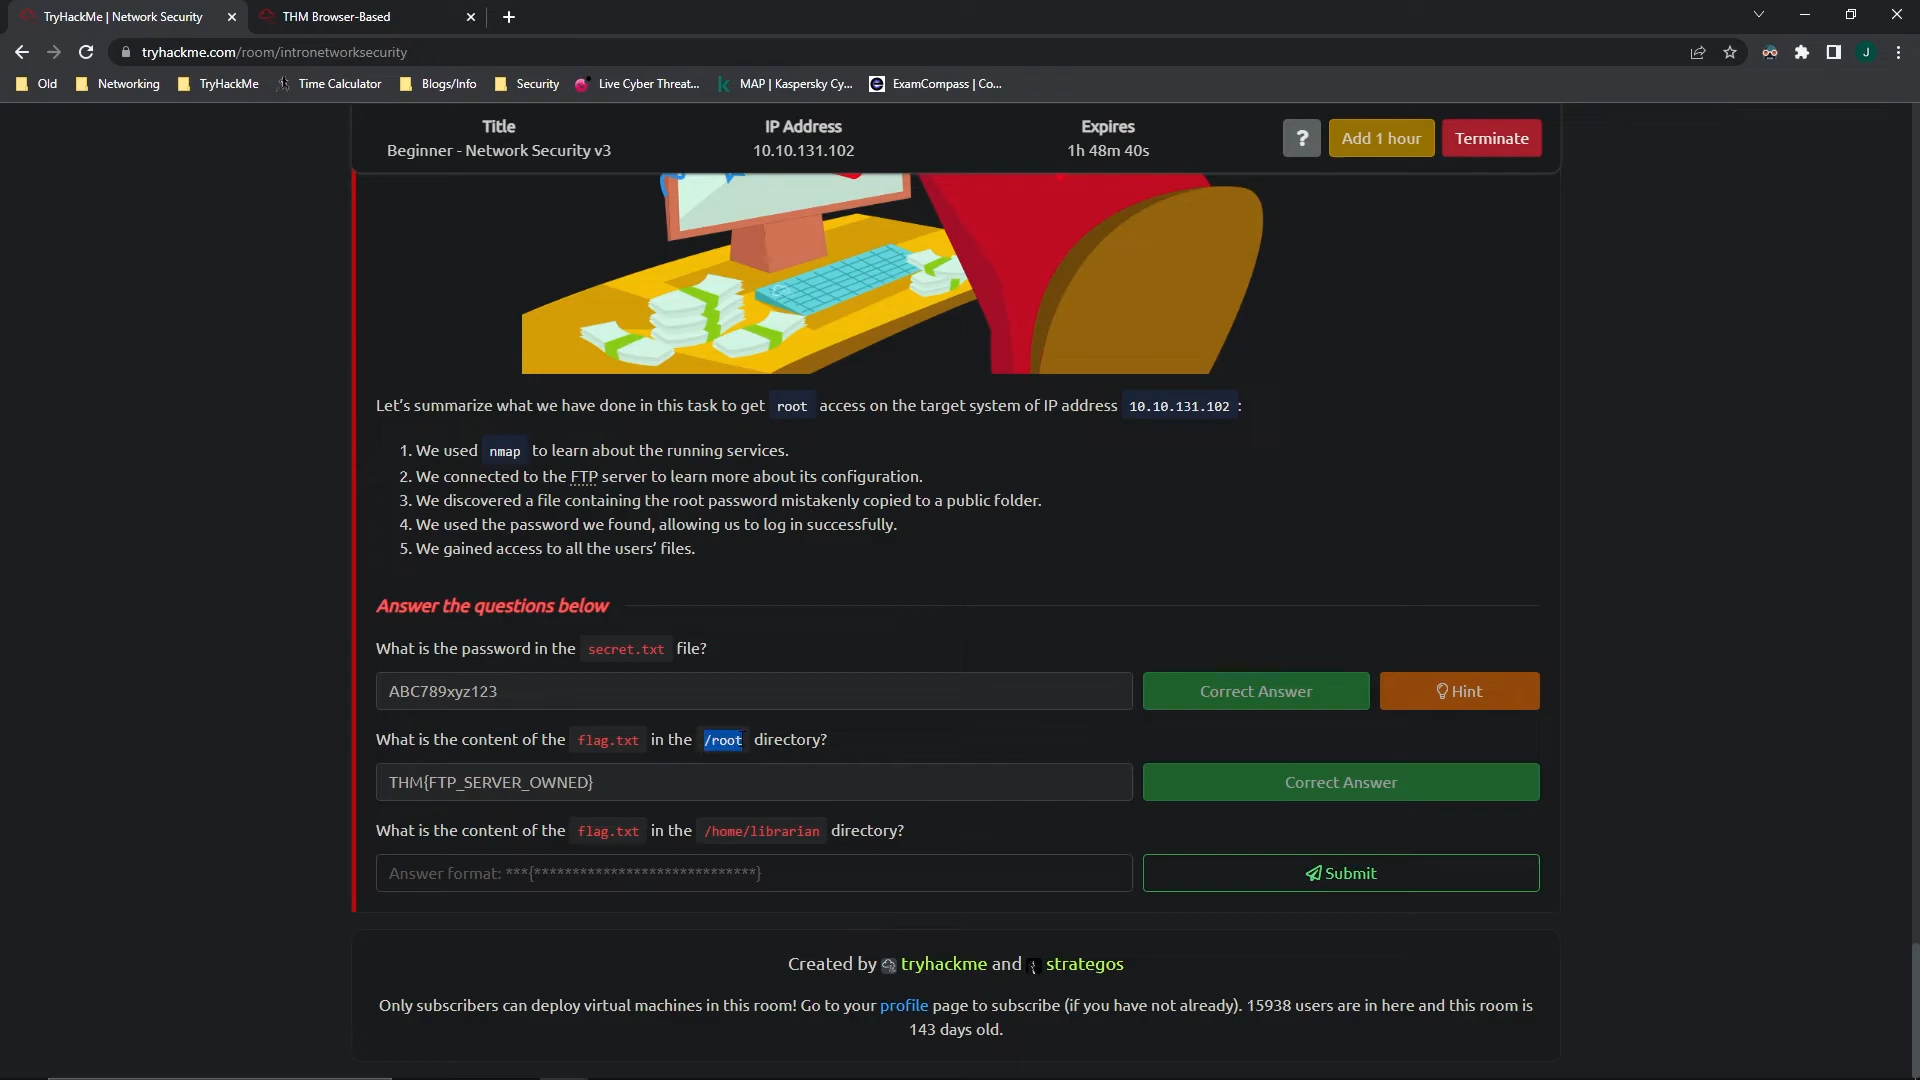 TryHackMe | Network Security
THM Browser-Based
tryhackme.com/room/intronetworksecurity
J
Old
Networking
TryHackMe
Time Calculator
Blogs/Info
Security
Live Cyber Threat...
MAP | Kaspersky Cy...
ExamCompass | Co...
Title
IP Address
Expires
Beginner - Network Security v3
10.10.131.102
1h 48m 40s
?
Add 1 hour
Terminate
Let’s summarize what we have done in this task to get root access on the target system of IP address 10.10.131.102 :
1. We used nmap to learn about the running services.
2. We connected to the FTP server to learn more about its configuration.
3. We discovered a file containing the root password mistakenly copied to a public folder.
4. We used the password we found, allowing us to log in successfully.
5. We gained access to all the users’ files.
Answer the questions below
What is the password in the secret.txt file?
ABC789xyz123
Correct Answer
Hint
What is the content of the flag.txt in the /root directory?
THM{FTP_SERVER_OWNED}
Correct Answer
What is the content of the flag.txt in the /home/librarian directory?
Answer format: ***{****************************}
Submit
Created by tryhackme and strategos
Only subscribers can deploy virtual machines in this room! Go to your profile page to subscribe (if you have not already). 15938 users are in here and this room is
143 days old.